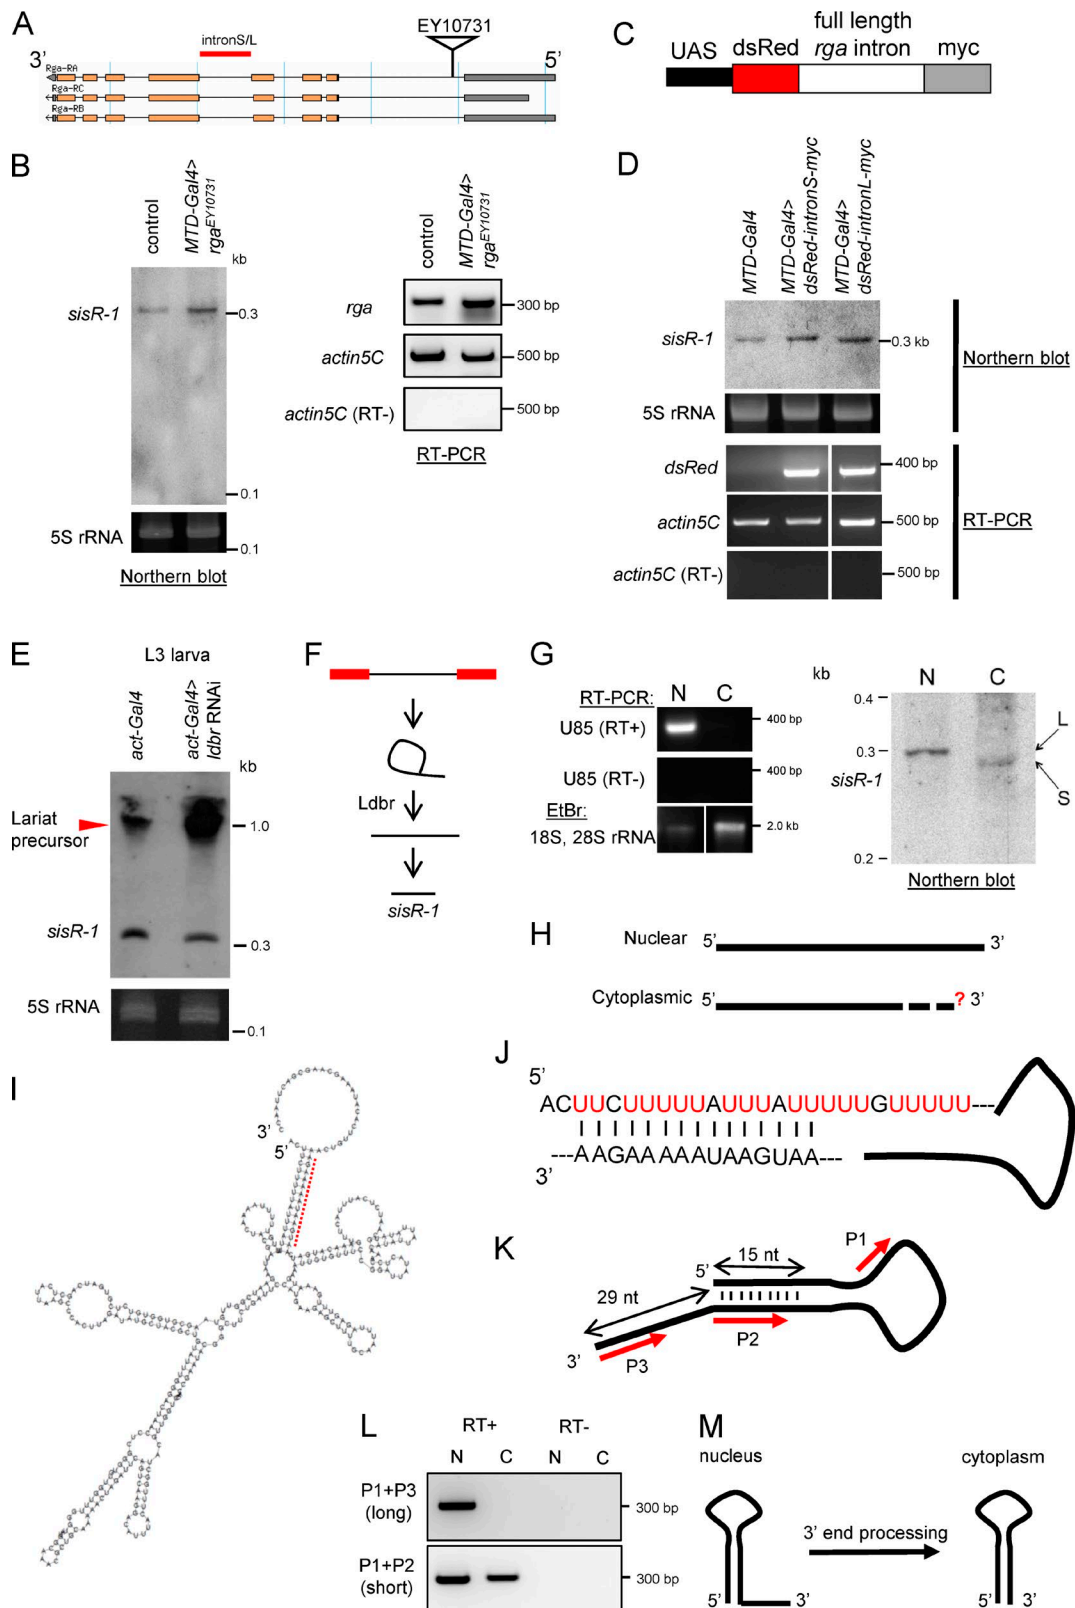 A
EY10731
intronS/L
3'
5'
Rga-RA
Rga-RC
Rga-RB
B
control
MTD-Gal4>
rga^EY10731
kb
sisR-1
0.3
0.1
5S rRNA
0.1
Northern blot
control
MTD-Gal4>
rga^EY10731
rga
300 bp
actin5C
500 bp
actin5C (RT-)
500 bp
RT-PCR
C
UAS
dsRed
full length
rga intron
myc
D
MTD-Gal4
MTD-Gal4>
dsRed-intronS-myc
MTD-Gal4>
dsRed-intronL-myc
sisR-1
0.3 kb
Northern blot
5S rRNA
dsRed
400 bp
actin5C
500 bp
RT-PCR
actin5C (RT-)
500 bp
E
L3 larva
act-Gal4
act-Gal4>
ldbr RNAi
kb
Lariat
precursor
1.0
sisR-1
0.3
5S rRNA
0.1
F
Ldbr
sisR-1
G
RT-PCR:
N
C
U85 (RT+)
400 bp
U85 (RT-)
400 bp
EtBr:
18S, 28S rRNA
2.0 kb
kb
N
C
0.4
0.3
sisR-1
0.2
L
S
Northern blot
H
Nuclear
5'
3'
Cytoplasmic
5'
?
3'
I
3'
5'
J
5'
ACUUCUUUUUAUUUAUUUUUGUUUUU---
---AAGAAAAAUAAGUAA---
3'
K
P1
15 nt
5'
29 nt
P2
3'
P3
L
RT+
RT-
N
C
N
C
P1+P3
(long)
300 bp
P1+P2
(short)
300 bp
M
nucleus
cytoplasm
3' end processing
5'
3'
5'
3'